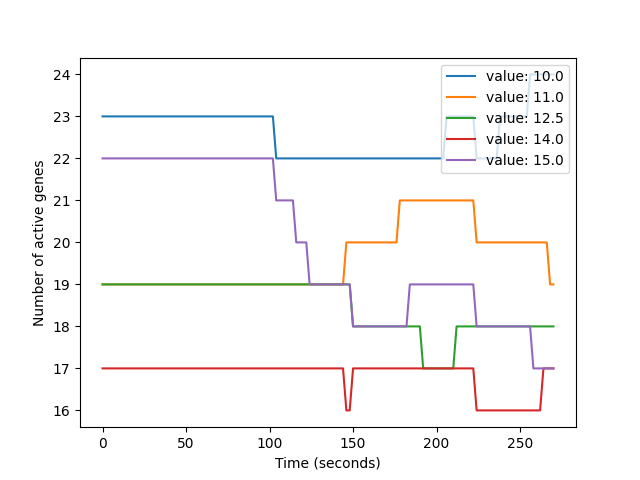 value: 10.0
value: 11.0
value: 12.5
value: 14.0
value: 15.0
24
23
22
21
20
19
18
17
16
Number of active genes
0 50 100 150 200 250
Time (seconds)